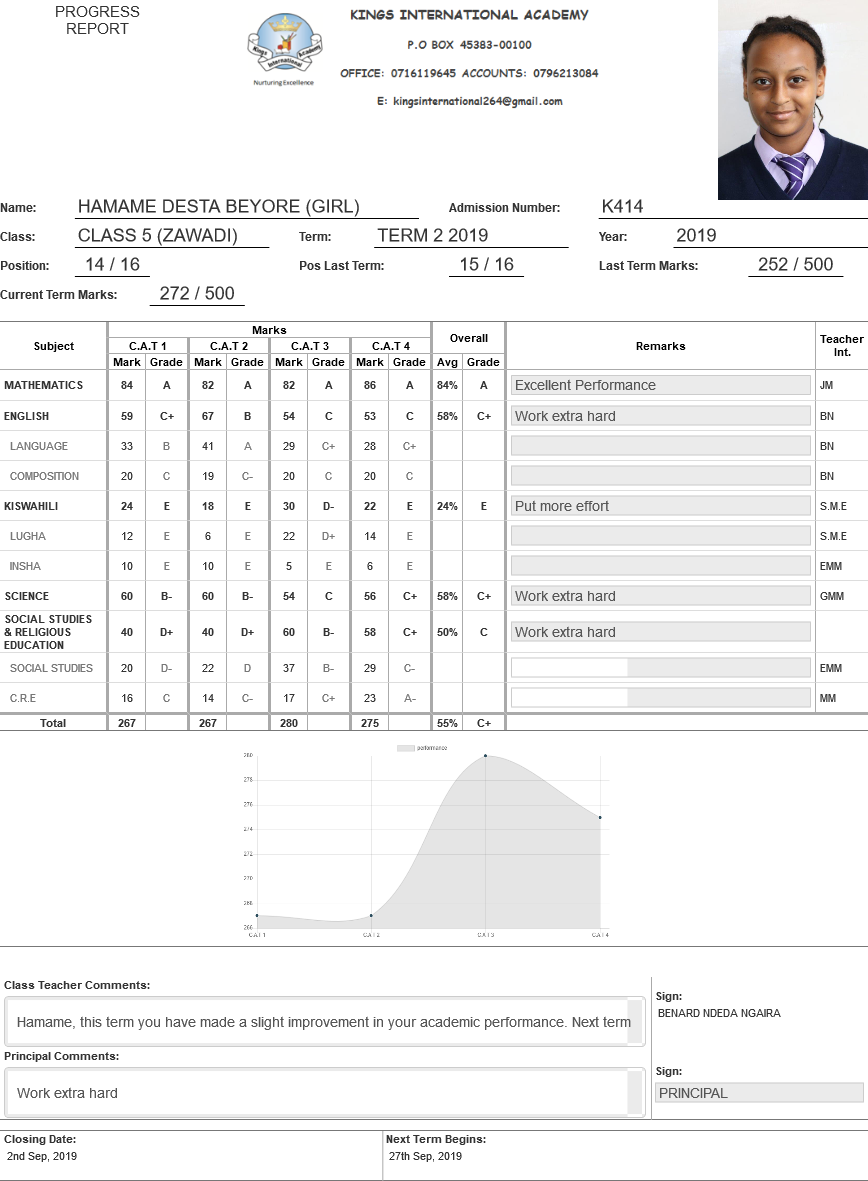 PROGRESS
REPORT
KINGS INTERNATIONAL ACADEMY
P.O BOX 45383-00100
OFFICE: 0716119645 ACCOUNTS: 0796213084
E: kingsinternational264@gmail.com
Kings International Academy
Nurturing Excellence
Name: HAMAME DESTA BEYORE (GIRL) Admission Number: K414
Class: CLASS 5 (ZAWADI) Term: TERM 2 2019 Year: 2019
Position: 14 / 16 Pos Last Term: 15 / 16 Last Term Marks: 252 / 500
Current Term Marks: 272 / 500
Subject Marks Overall Remarks Teacher Int.
C.A.T 1 C.A.T 2 C.A.T 3 C.A.T 4
Mark Grade Mark Grade Mark Grade Mark Grade Avg Grade
MATHEMATICS 84 A 82 A 82 A 86 A 84% A Excellent Performance JM
ENGLISH 59 C+ 67 B 54 C 53 C 58% C+ Work extra hard BN
LANGUAGE 33 B 41 A 29 C+ 28 C+ BN
COMPOSITION 20 C 19 C- 20 C 20 C BN
KISWAHILI 24 E 18 E 30 D- 22 E 24% E Put more effort S.M.E
LUGHA 12 E 6 E 22 D+ 14 E S.M.E
INSHA 10 E 10 E 5 E 6 E EMM
SCIENCE 60 B- 60 B- 54 C 56 C+ 58% C+ Work extra hard GMM
SOCIAL STUDIES
& RELIGIOUS
EDUCATION 40 D+ 40 D+ 60 B- 58 C+ 50% C Work extra hard
SOCIAL STUDIES 20 D- 22 D 37 B- 29 C- EMM
C.R.E 16 C 14 C- 17 C+ 23 A- MM
Total 267 267 280 275 55% C+
performance
280
278
276
274
272
270
268
266
C.A.T 1 C.A.T 2 C.A.T 3 C.A.T 4
Class Teacher Comments:
Hamame, this term you have made a slight improvement in your academic performance. Next term
Sign:
BENARD NDEDA NGAIRA
Principal Comments:
Work extra hard
Sign:
PRINCIPAL
Closing Date:
2nd Sep, 2019
Next Term Begins:
27th Sep, 2019